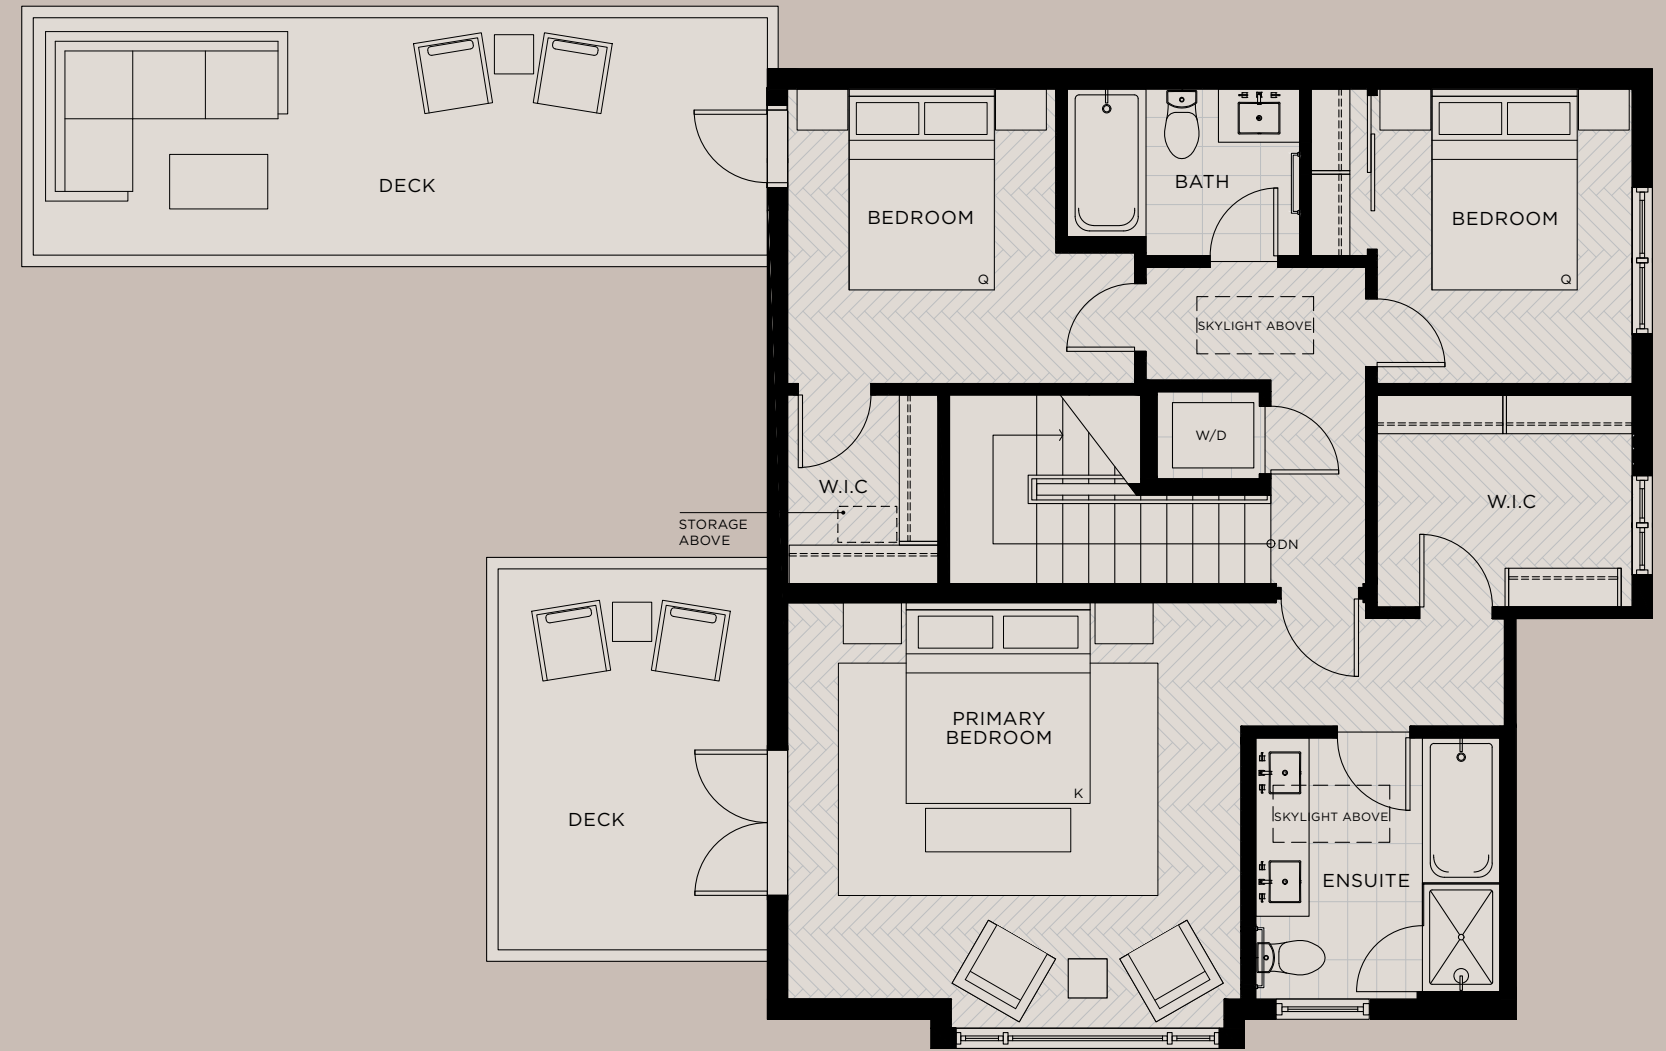 DECK
BEDROOM
Q
BATH
BEDROOM
Q
SKYLIGHT ABOVE
W/D
W.I.C
STORAGE
ABOVE
DN
W.I.C
PRIMARY
BEDROOM
K
DECK
SKYLIGHT ABOVE
ENSUITE